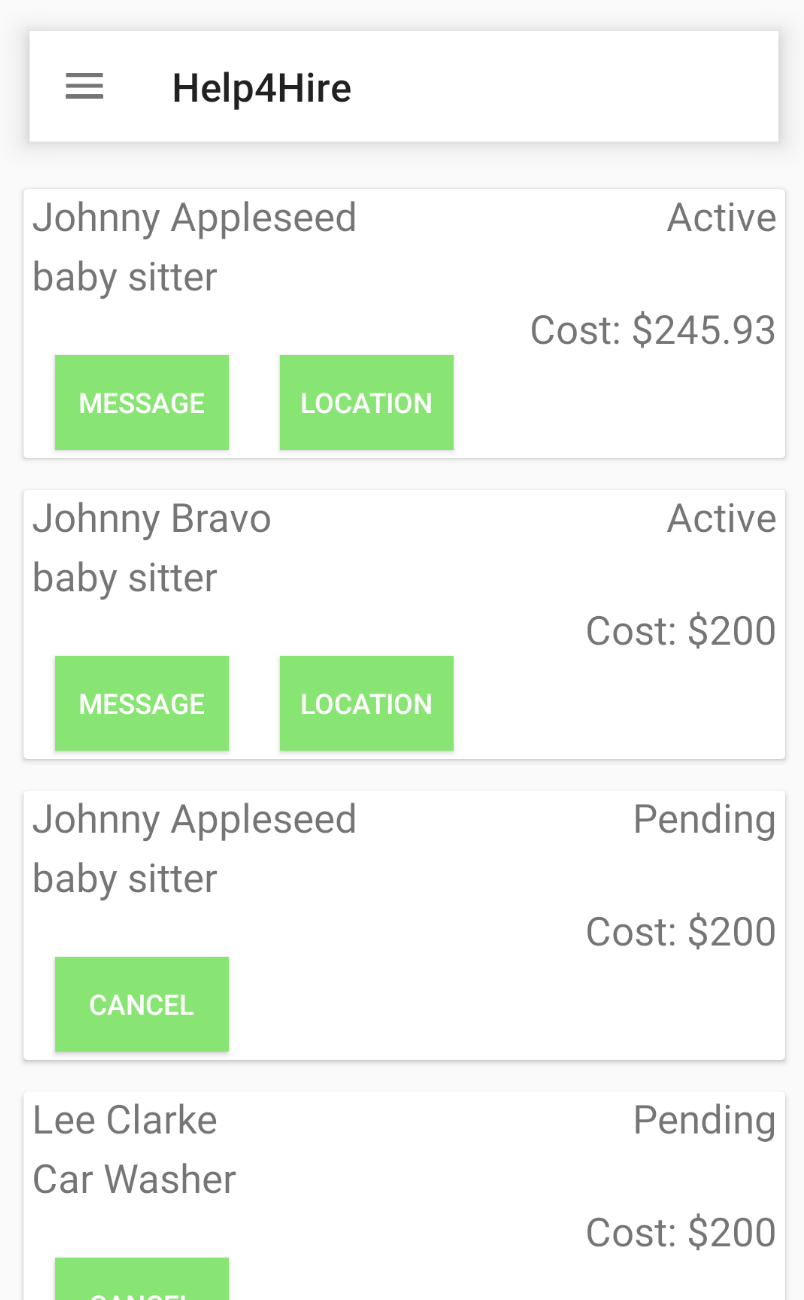 Help4Hire
Johnny Appleseed Active
baby sitter
Cost: $245.93
MESSAGE LOCATION
Johnny Bravo Active
baby sitter
Cost: $200
MESSAGE LOCATION
Johnny Appleseed Pending
baby sitter
Cost: $200
CANCEL
Lee Clarke Pending
Car Washer
Cost: $200
CANCEL